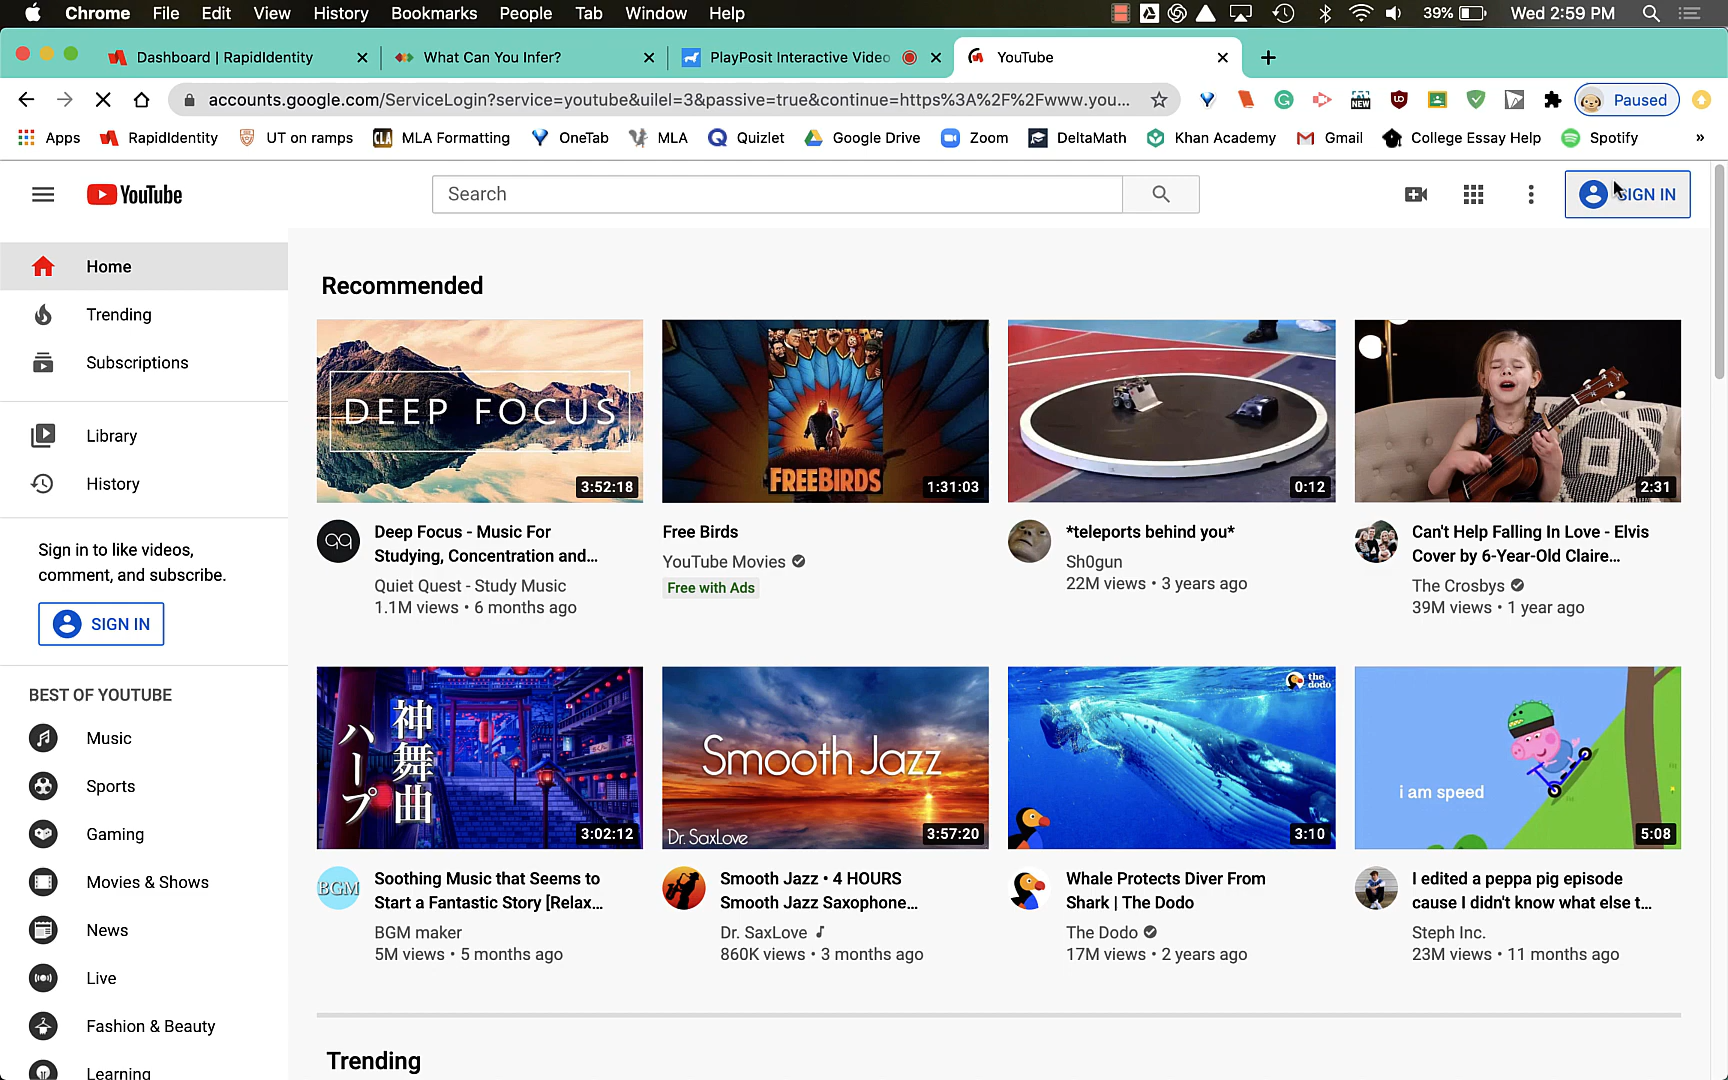 Chrome File Edit View History Bookmarks People Tab Window Help 39% Wed 2:59 PM
Dashboard | RapidIdentity What Can You Infer? PlayPosit Interactive Video YouTube
accounts.google.com/ServiceLogin?service=youtube&uilel=3&passive=true&continue=https%3A%2F%2Fwww.you... NEW Paused
Apps RapidIdentity UT on ramps CLA MLA Formatting OneTab MLA Quizlet Google Drive Zoom DeltaMath Khan Academy Gmail College Essay Help Spotify »
YouTube Search SIGN IN
Home
Trending
Subscriptions
Library
History
Sign in to like videos,
comment, and subscribe.
SIGN IN
BEST OF YOUTUBE
Music
Sports
Gaming
Movies & Shows
News
Live
Fashion & Beauty
Learning
Recommended
DEEP FOCUS
3:52:18
Deep Focus - Music For
Studying, Concentration and...
Quiet Quest - Study Music
1.1M views • 6 months ago
FREEBIRDS
1:31:03
Free Birds
YouTube Movies
Free with Ads
0:12
*teleports behind you*
Sh0gun
22M views • 3 years ago
2:31
Can't Help Falling In Love - Elvis
Cover by 6-Year-Old Claire...
The Crosbys
39M views • 1 year ago
神舞曲
ハープ
3:02:12
BGM
Soothing Music that Seems to
Start a Fantastic Story [Relax...
BGM maker
5M views • 5 months ago
Smooth Jazz
Dr. SaxLove
3:57:20
Smooth Jazz • 4 HOURS
Smooth Jazz Saxophone...
Dr. SaxLove
860K views • 3 months ago
the
dodo
3:10
Whale Protects Diver From
Shark | The Dodo
The Dodo
17M views • 2 years ago
i am speed
5:08
I edited a peppa pig episode
cause I didn't know what else t...
Steph Inc.
23M views • 11 months ago
Trending